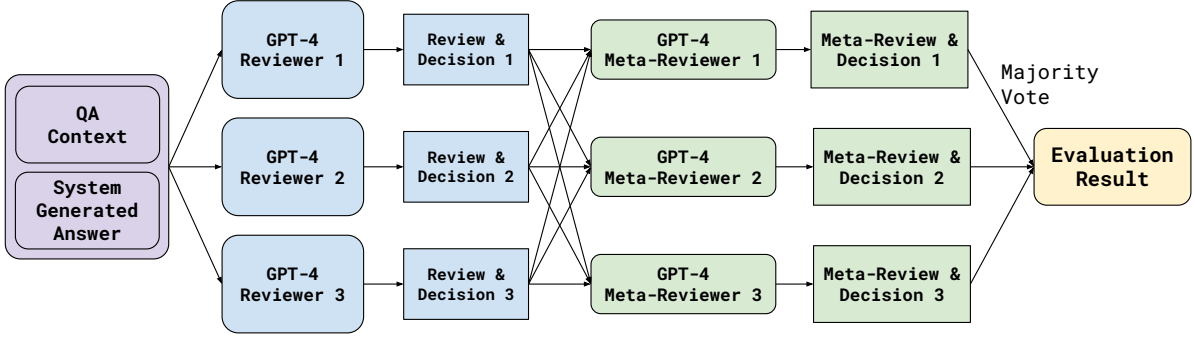 QA
Context
System
Generated
Answer
GPT-4
Reviewer 1
GPT-4
Reviewer 2
GPT-4
Reviewer 3
Review &
Decision 1
Review &
Decision 2
Review &
Decision 3
GPT-4
Meta-Reviewer 1
GPT-4
Meta-Reviewer 2
GPT-4
Meta-Reviewer 3
Meta-Review &
Decision 1
Meta-Review &
Decision 2
Meta-Review &
Decision 3
Majority
Vote
Evaluation
Result